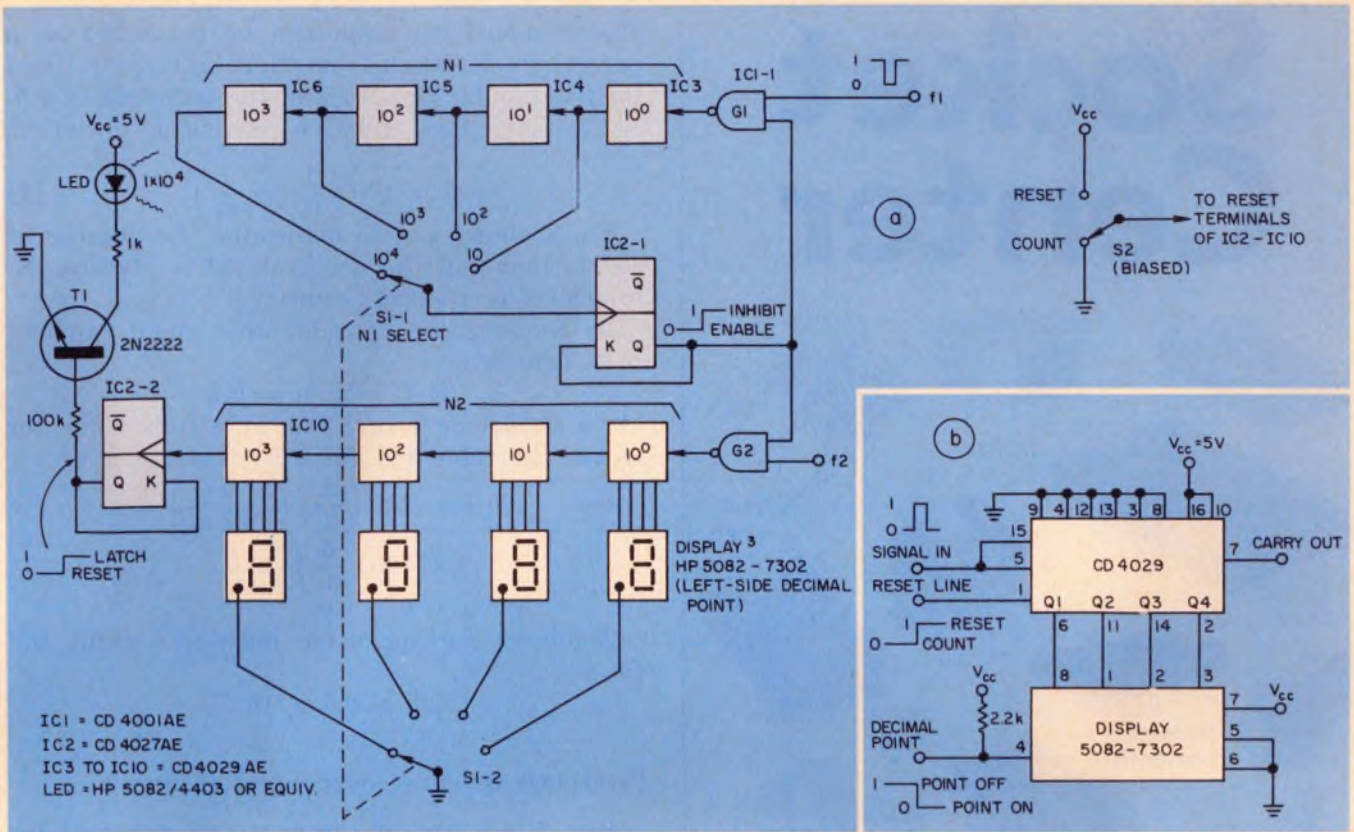 N1
IC1-1
1
0
f1
IC6
IC5
IC4
IC3
10³
10²
10¹
10⁰
G1
Vcc=5V
LED
1x10⁴
1k
T1
2N2222
10³
10²
10⁴
10
S1-1
N1 SELECT
IC2-1
Q̅
K Q
1 INHIBIT
0 ENABLE
a
Vcc
RESET
COUNT
S2
(BIASED)
TO RESET
TERMINALS
OF IC2-IC10
IC2-2
100k
Q̅
Q K
1 LATCH
0 RESET
N2
IC10
10³
10²
10¹
10⁰
G2
f2
DISPLAY 3
HP 5082-7302
(LEFT-SIDE DECIMAL
POINT)
S1-2
IC1 = CD 4001AE
IC2 = CD 4027AE
IC3 TO IC10 = CD4029 AE
LED = HP 5082/4403 OR EQUIV.
b
Vcc=5V
9 4 12 13 3 8 16 10
1
0
SIGNAL IN
15
5
RESET LINE
1
CD 4029
7
CARRY OUT
Q1 Q2 Q3 Q4
1 RESET
0 COUNT
6 11 14 2
8 1 2 3
Vcc
2.2k
DECIMAL
POINT
4
DISPLAY
5082-7302
7
Vcc
5
6
1 POINT OFF
0 POINT ON